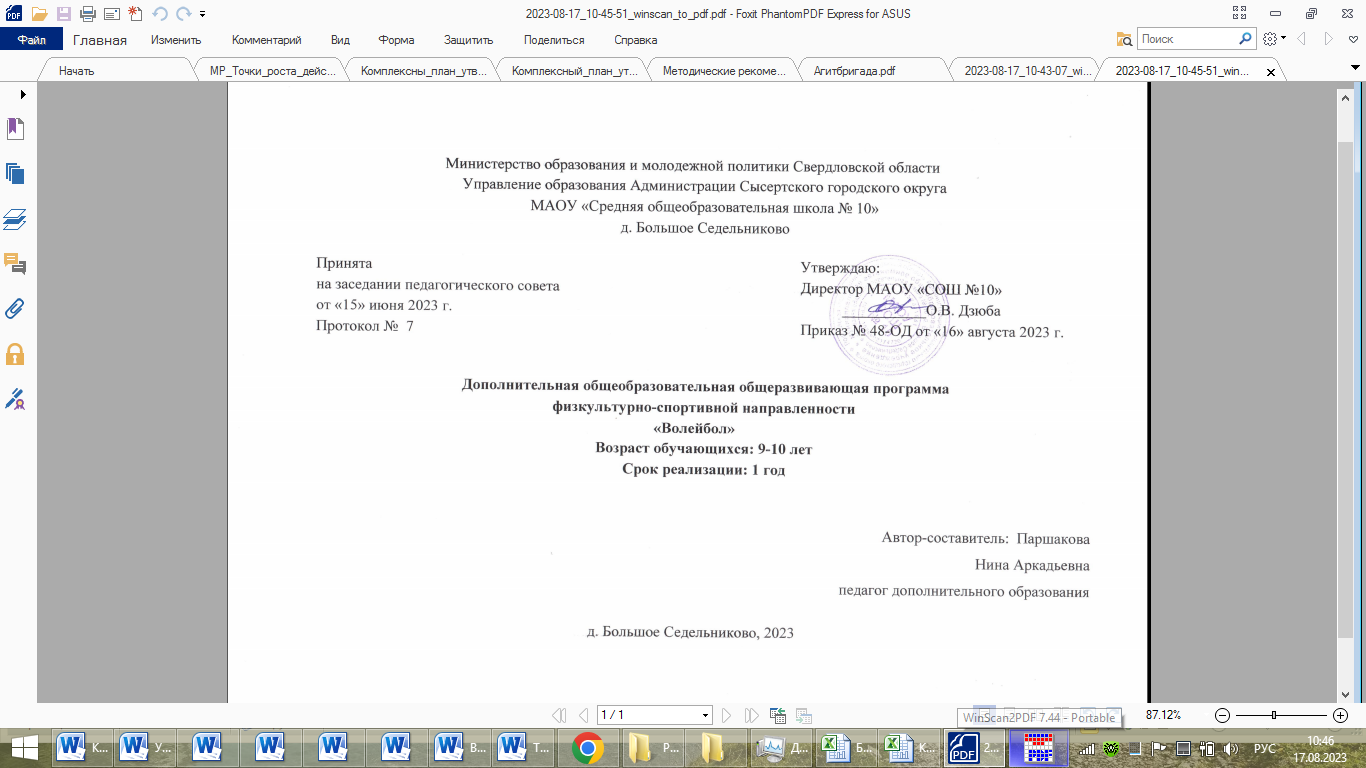 2023-08-17_10-45-51_winscan_to_pdf.pdf - Foxit PhantomPDF Express for ASUS
Файл Главная Изменить Комментарий Вид Форма Защитить Поделиться Справка Поиск
Начать МР_Точки_роста_дейс... Комплексны_план_утв... Комплексный_план_ут... Методические рекоме... Агитбригада.pdf 2023-08-17_10-43-07_wi... 2023-08-17_10-45-51_win...
Министерство образования и молодежной политики Свердловской области
Управление образования Администрации Сысертского городского округа
МАОУ «Средняя общеобразовательная школа № 10»
д. Большое Седельниково
Принята
на заседании педагогического совета
от «15» июня 2023 г.
Протокол № 7
Утверждаю:
Директор МАОУ «СОШ №10»
О.В. Дзюба
Приказ № 48-ОД от «16» августа 2023 г.
Дополнительная общеобразовательная общеразвивающая программа
физкультурно-спортивной направленности
«Волейбол»
Возраст обучающихся: 9-10 лет
Срок реализации: 1 год
Автор-составитель: Паршакова
Нина Аркадьевна
педагог дополнительного образования
д. Большое Седельниково, 2023
1 / 1
WinScan2PDF 7.44 - Portable
87.12%
К... У... В... Т... Р... Д... Б... К... 2... РУС
10:46
17.08.2023